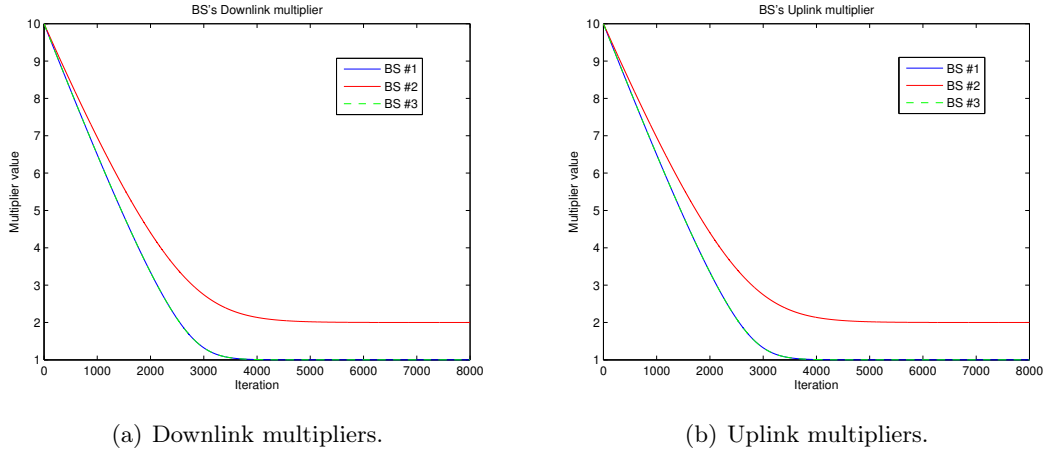 BS's Downlink multiplier
10
9
8
7
6
5
4
3
2
1
Multiplier value
0 1000 2000 3000 4000 5000 6000 7000 8000
Iteration
BS #1
BS #2
BS #3
(a) Downlink multipliers.
BS's Uplink multiplier
10
9
8
7
6
5
4
3
2
1
Multiplier value
0 1000 2000 3000 4000 5000 6000 7000 8000
Iteration
BS #1
BS #2
BS #3
(b) Uplink multipliers.